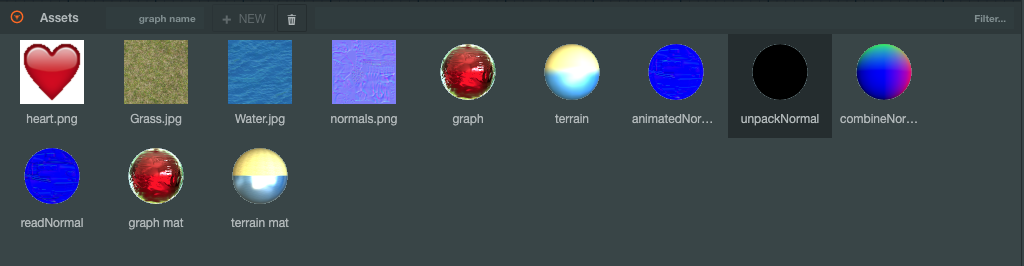 Assets graph name + NEW Filter...
heart.png Grass.jpg Water.jpg normals.png graph terrain animatedNor... unpackNormal combineNor...
readNormal graph mat terrain mat